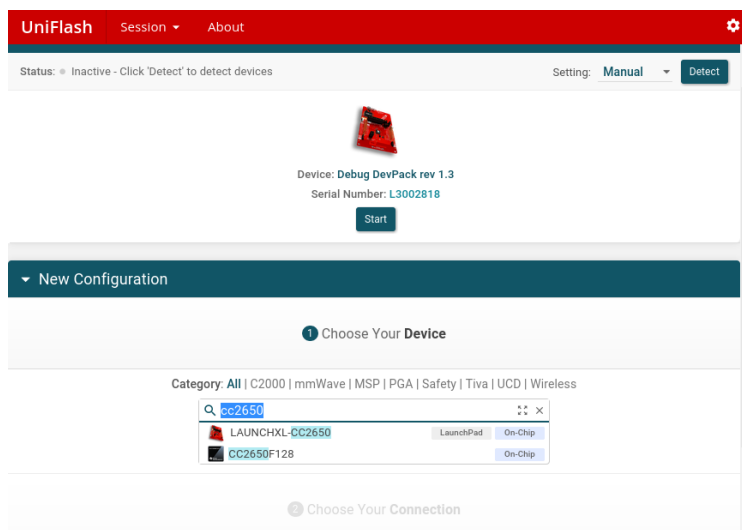 UniFlash Session About
Status: Inactive - Click 'Detect' to detect devices Setting: Manual Detect
Device: Debug DevPack rev 1.3
Serial Number: L3002818
Start
New Configuration
1 Choose Your Device
Category: All | C2000 | mmWave | MSP | PGA | Safety | Tiva | UCD | Wireless
cc2650
LAUNCHXL-CC2650 LaunchPad On-Chip
CC2650F128 On-Chip
2 Choose Your Connection